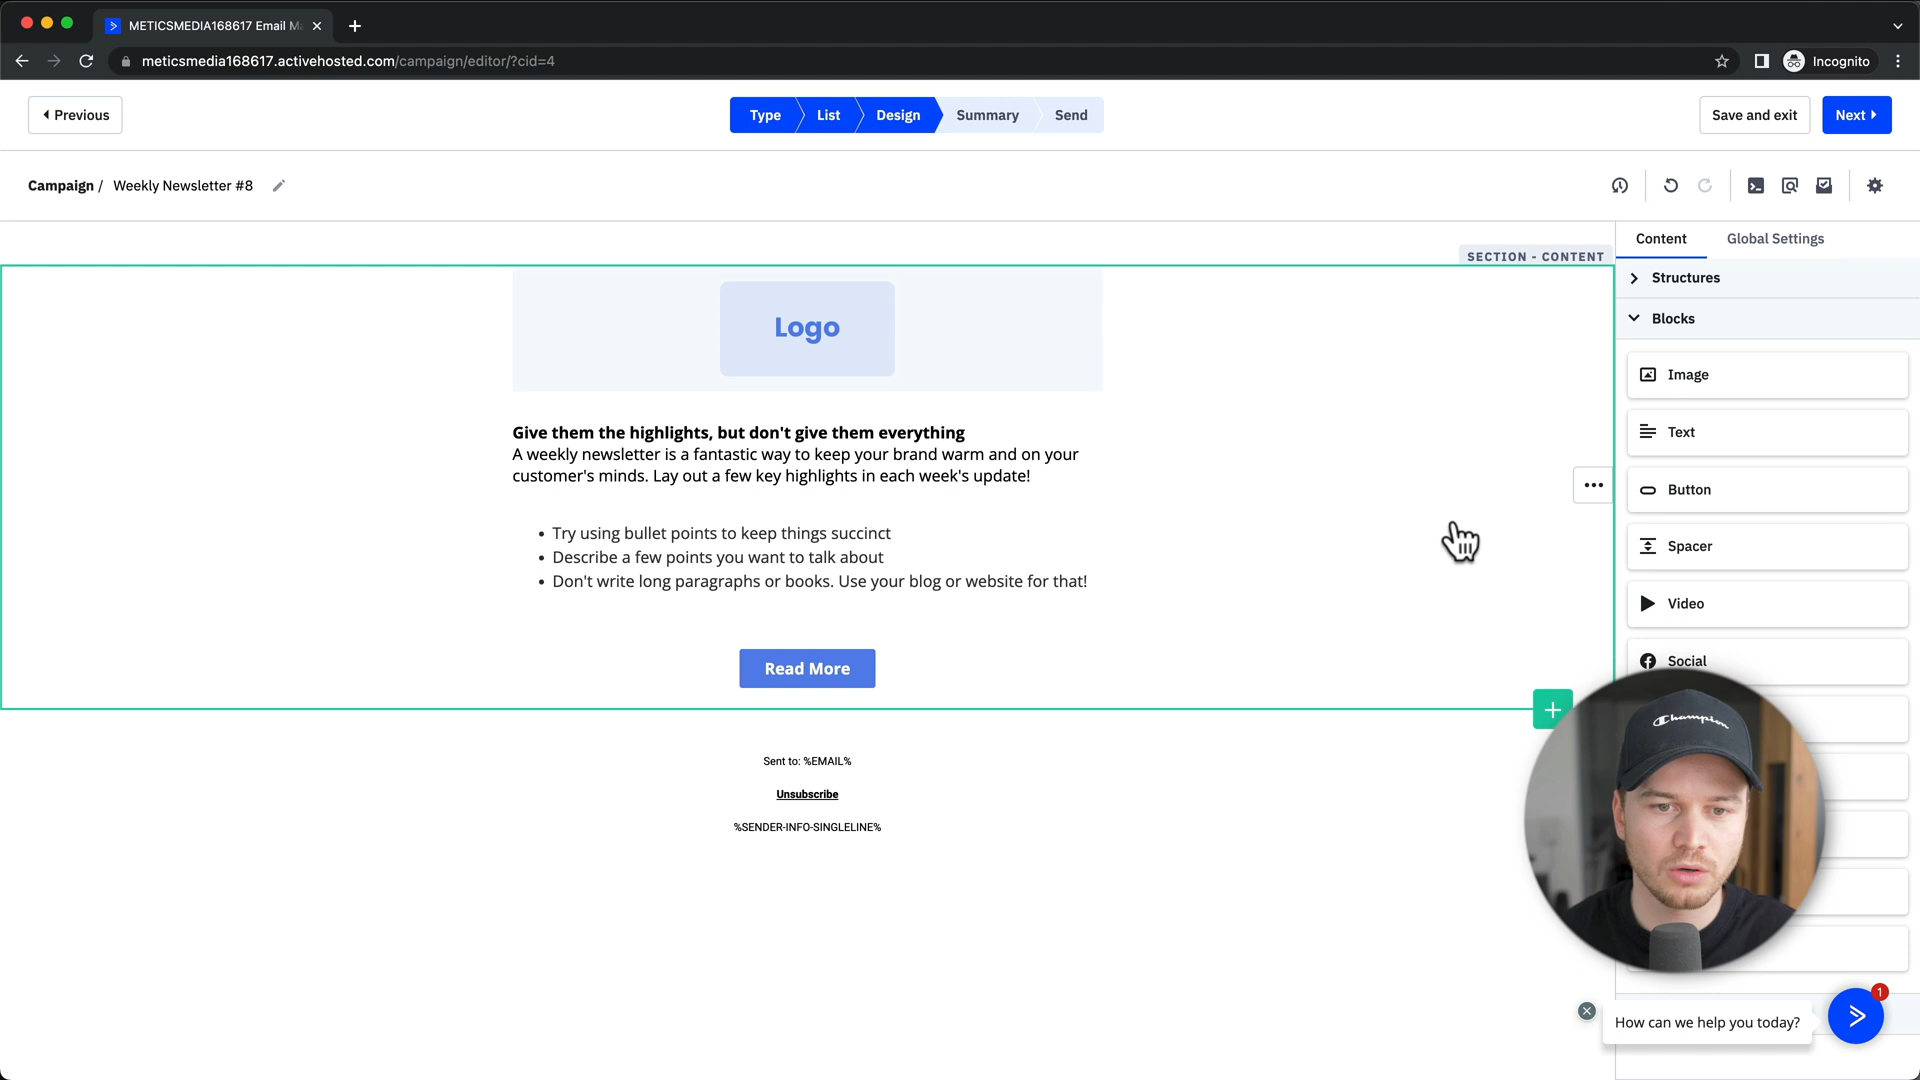 METICSMEDIA168617 Email Ma
meticsmedia168617.activehosted.com/campaign/editor/?cid=4
Incognito
Previous
Type
List
Design
Summary
Send
Save and exit
Next
Campaign / Weekly Newsletter #8
Content
Global Settings
SECTION - CONTENT
Structures
Blocks
Logo
Image
Give them the highlights, but don't give them everything
A weekly newsletter is a fantastic way to keep your brand warm and on your
customer's minds. Lay out a few key highlights in each week's update!
Text
Button
• Try using bullet points to keep things succinct
• Describe a few points you want to talk about
• Don't write long paragraphs or books. Use your blog or website for that!
Spacer
Video
Social
Read More
Champion
Sent to: %EMAIL%
Unsubscribe
%SENDER-INFO-SINGLELINE%
1
How can we help you today?